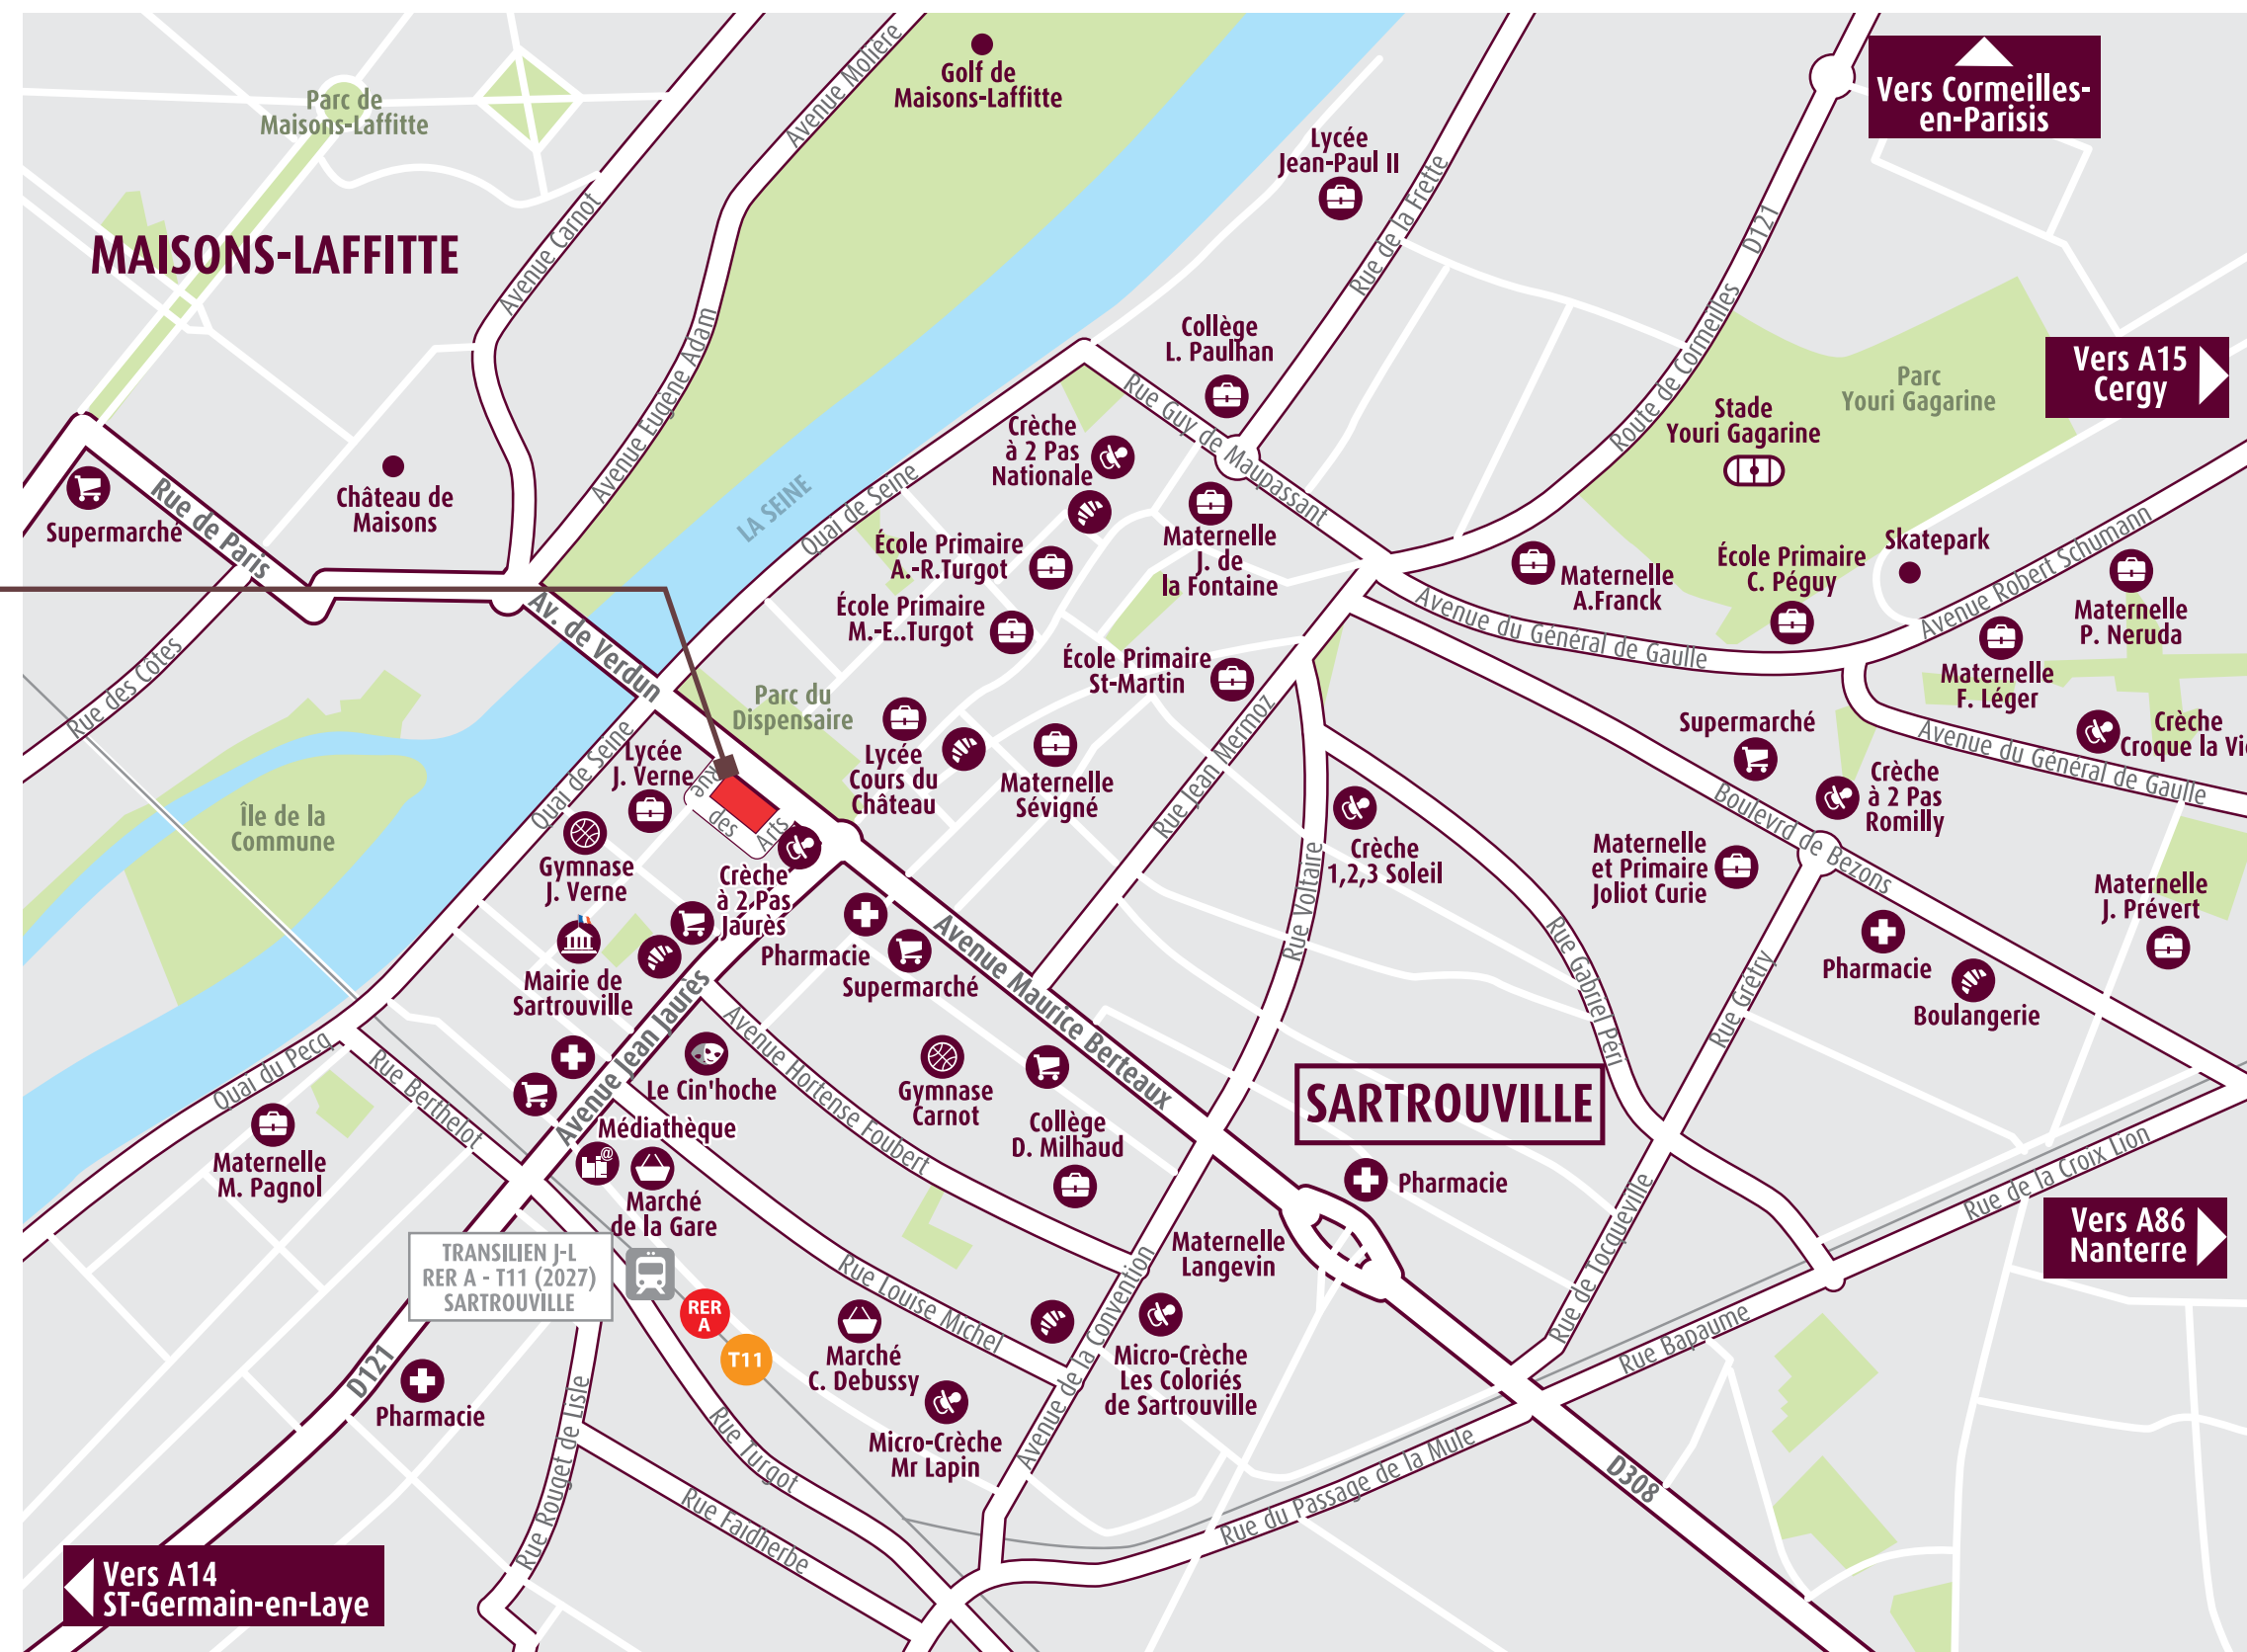 Golf de
Maisons-Laffitte
Avenue Molière
Parc de
Maisons-Laffitte
Vers Cormeilles-
en-Parisis
Lycée
Jean-Paul II
Rue de la Frette
D121
MAISONS-LAFFITTE
Avenue Carnot
Avenue Eugène Adam
Collège
L. Paulhan
Route de Cormeilles
Vers A15
Cergy
Parc
Youri Gagarine
Stade
Youri Gagarine
Rue Guy de Maupassant
Crèche
à 2 Pas
Nationale
Château de
Maisons
Supermarché
Rue de Paris
LA SEINE
Quai de Seine
École Primaire
A.-R.Turgot
Maternelle
J. de
la Fontaine
Maternelle
A.Franck
École Primaire
C. Péguy
Skatepark
Avenue Robert Schumann
Maternelle
P. Neruda
Maternelle
F. Léger
École Primaire
M.-E..Turgot
Av. de Verdun
Avenue du Général de Gaulle
École Primaire
St-Martin
Rue des Côtes
Parc du
Dispensaire
Lycée
Cours du
Château
Maternelle
Sévigné
Rue Jean Mermoz
Supermarché
Crèche
Croque la Vie
Avenue du Général de Gaulle
Quai de Seine
Lycée
J. Verne
Rue
des
Arts
Crèche
à 2 Pas
Romilly
Boulevrd de Bezons
Île de la
Commune
Gymnase
J. Verne
Crèche
à 2 Pas
Jaurès
Crèche
1,2,3 Soleil
Rue Voltaire
Maternelle
et Primaire
Joliot Curie
Maternelle
J. Prévert
Pharmacie
Supermarché
Avenue Maurice Berteaux
Rue Gabriel Péri
Rue Grétry
Pharmacie
Boulangerie
Mairie de
Sartrouville
Avenue Jean Jaurès
Avenue Hortense Foubert
Quai du Pecq
Rue Berthelot
Le Cin'hoche
Gymnase
Carnot
Collège
D. Milhaud
SARTROUVILLE
Médiathèque
@
Marché
de la Gare
Maternelle
M. Pagnol
Pharmacie
Rue de la Croix Lion
Vers A86
Nanterre
TRANSILIEN J-L
RER A - T11 (2027)
SARTROUVILLE
RER
A
T11
Rue Louise Michel
Maternelle
Langevin
Avenue de la Convention
Rue de Tocqueville
Rue Bapaume
Marché
C. Debussy
Micro-Crèche
Les Coloriés
de Sartrouville
D121
Pharmacie
Micro-Crèche
Mr Lapin
Rue Rouget de Lisle
Rue Turgot
Rue Faidherbe
Rue du Passage de la Mule
D308
Vers A14
ST-Germain-en-Laye